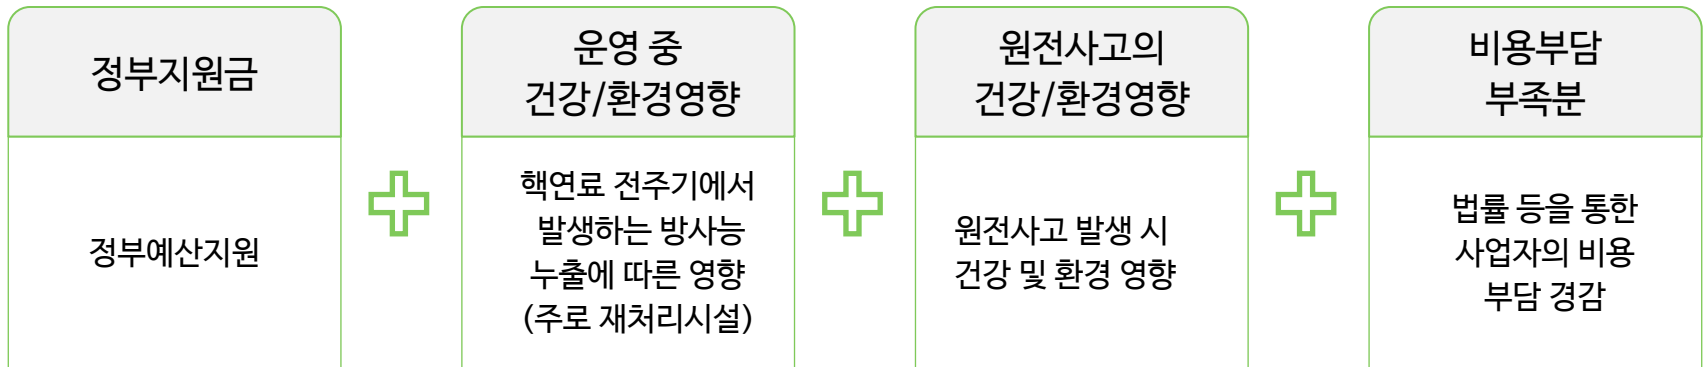 정부지원금
정부예산지원
운영 중
건강/환경영향
핵연료 전주기에서
발생하는 방사능
누출에 따른 영향
(주로 재처리시설)
원전사고의
건강/환경영향
원전사고 발생 시
건강 및 환경 영향
비용부담
부족분
법률 등을 통한
사업자의 비용
부담 경감